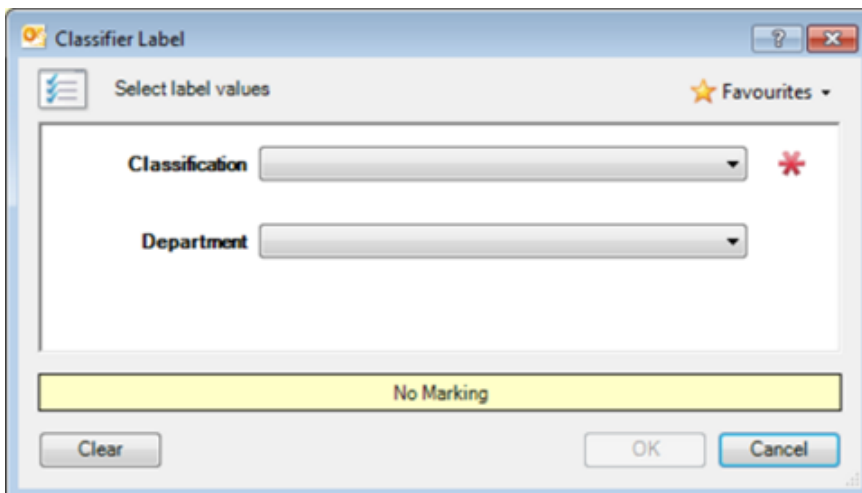 Classifier Label
Select label values
Favourites
Classification
Department
No Marking
Clear
OK
Cancel